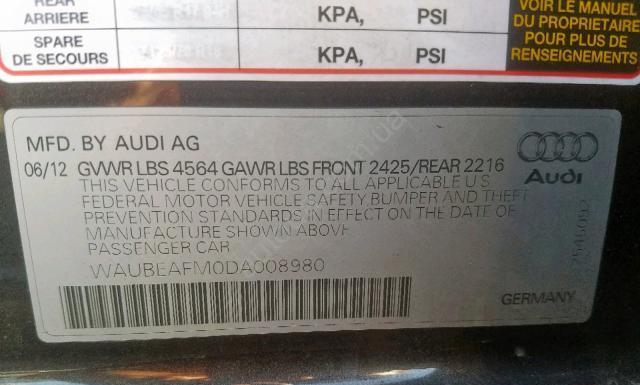 REAR
ARRIERE
KPA, PSI
SPARE
DE SECOURS
KPA, PSI
VOIR LE MANUEL
DU PROPRIETAIRE
POUR PLUS DE
RENSEIGNEMENTS
MFD. BY AUDI AG
06/12 GVWR LBS 4564 GAWR LBS FRONT 2425/REAR 2216
THIS VEHICLE CONFORMS TO ALL APPLICABLE U.S.
FEDERAL MOTOR VEHICLE SAFETY, BUMPER AND THEFT
PREVENTION STANDARDS IN EFFECT ON THE DATE OF
MANUFACTURE SHOWN ABOVE
PASSENGER CAR
WAUBEAFM0DA008980
Audi
GERMANY